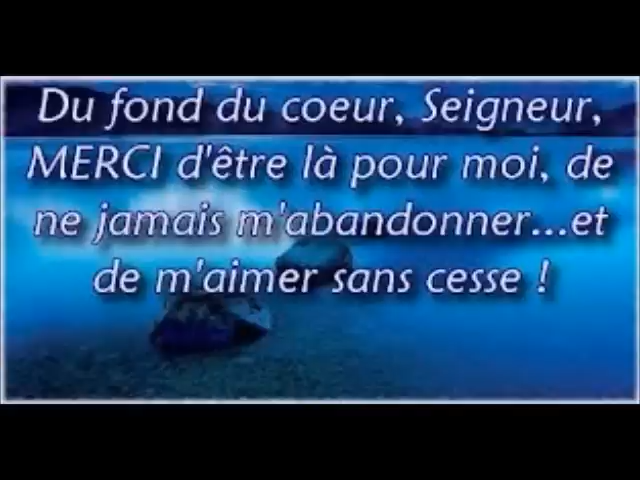 Du fond du coeur, Seigneur,
MERCI d'être là pour moi, de
ne jamais m'abandonner...et
de m'aimer sans cesse !